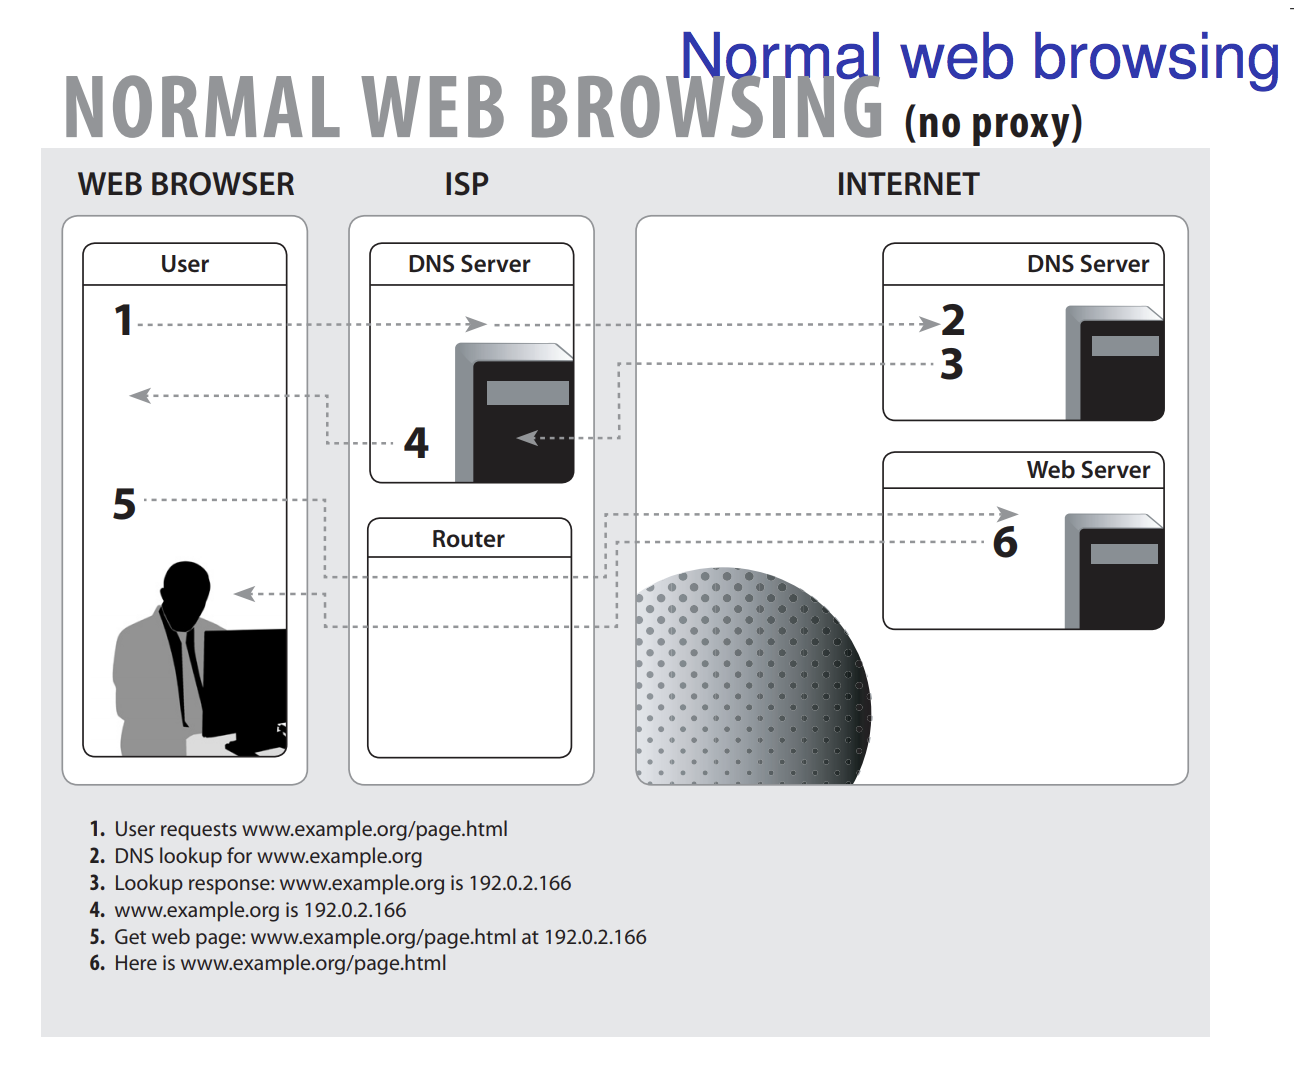 Normal web browsing
NORMAL WEB BROWSING (no proxy)
WEB BROWSER
ISP
INTERNET
User
DNS Server
DNS Server
1
2
3
4
Web Server
5
Router
6
1. User requests www.example.org/page.html
2. DNS lookup for www.example.org
3. Lookup response: www.example.org is 192.0.2.166
4. www.example.org is 192.0.2.166
5. Get web page: www.example.org/page.html at 192.0.2.166
6. Here is www.example.org/page.html